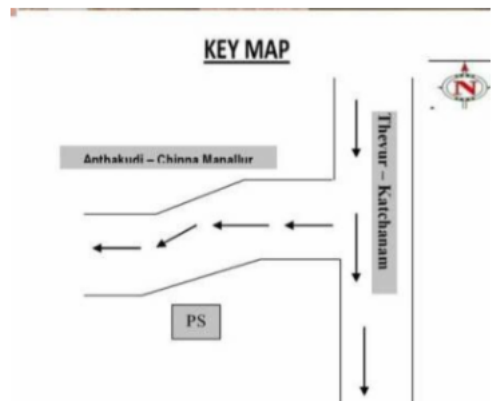 KEY MAP
N
Anthakudi – Chinna Manallur
Thevur – Katchanam
PS